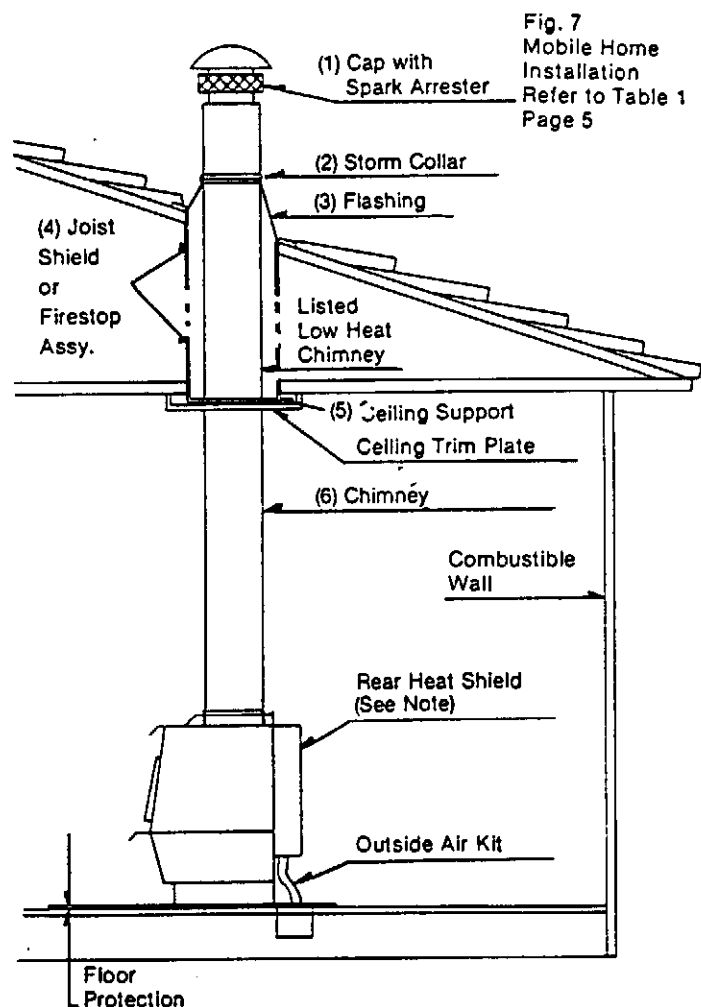 Fig. 7
Mobile Home
Installation
Refer to Table 1
Page 5
(1) Cap with
Spark Arrester
(2) Storm Collar
(3) Flashing
(4) Joist
Shield
or
Firestop
Assy.
Listed
Low Heat
Chimney
(5) Ceiling Support
Ceiling Trim Plate
(6) Chimney
Combustible
Wall
Rear Heat Shield
(See Note)
Outside Air Kit
Floor
Protection